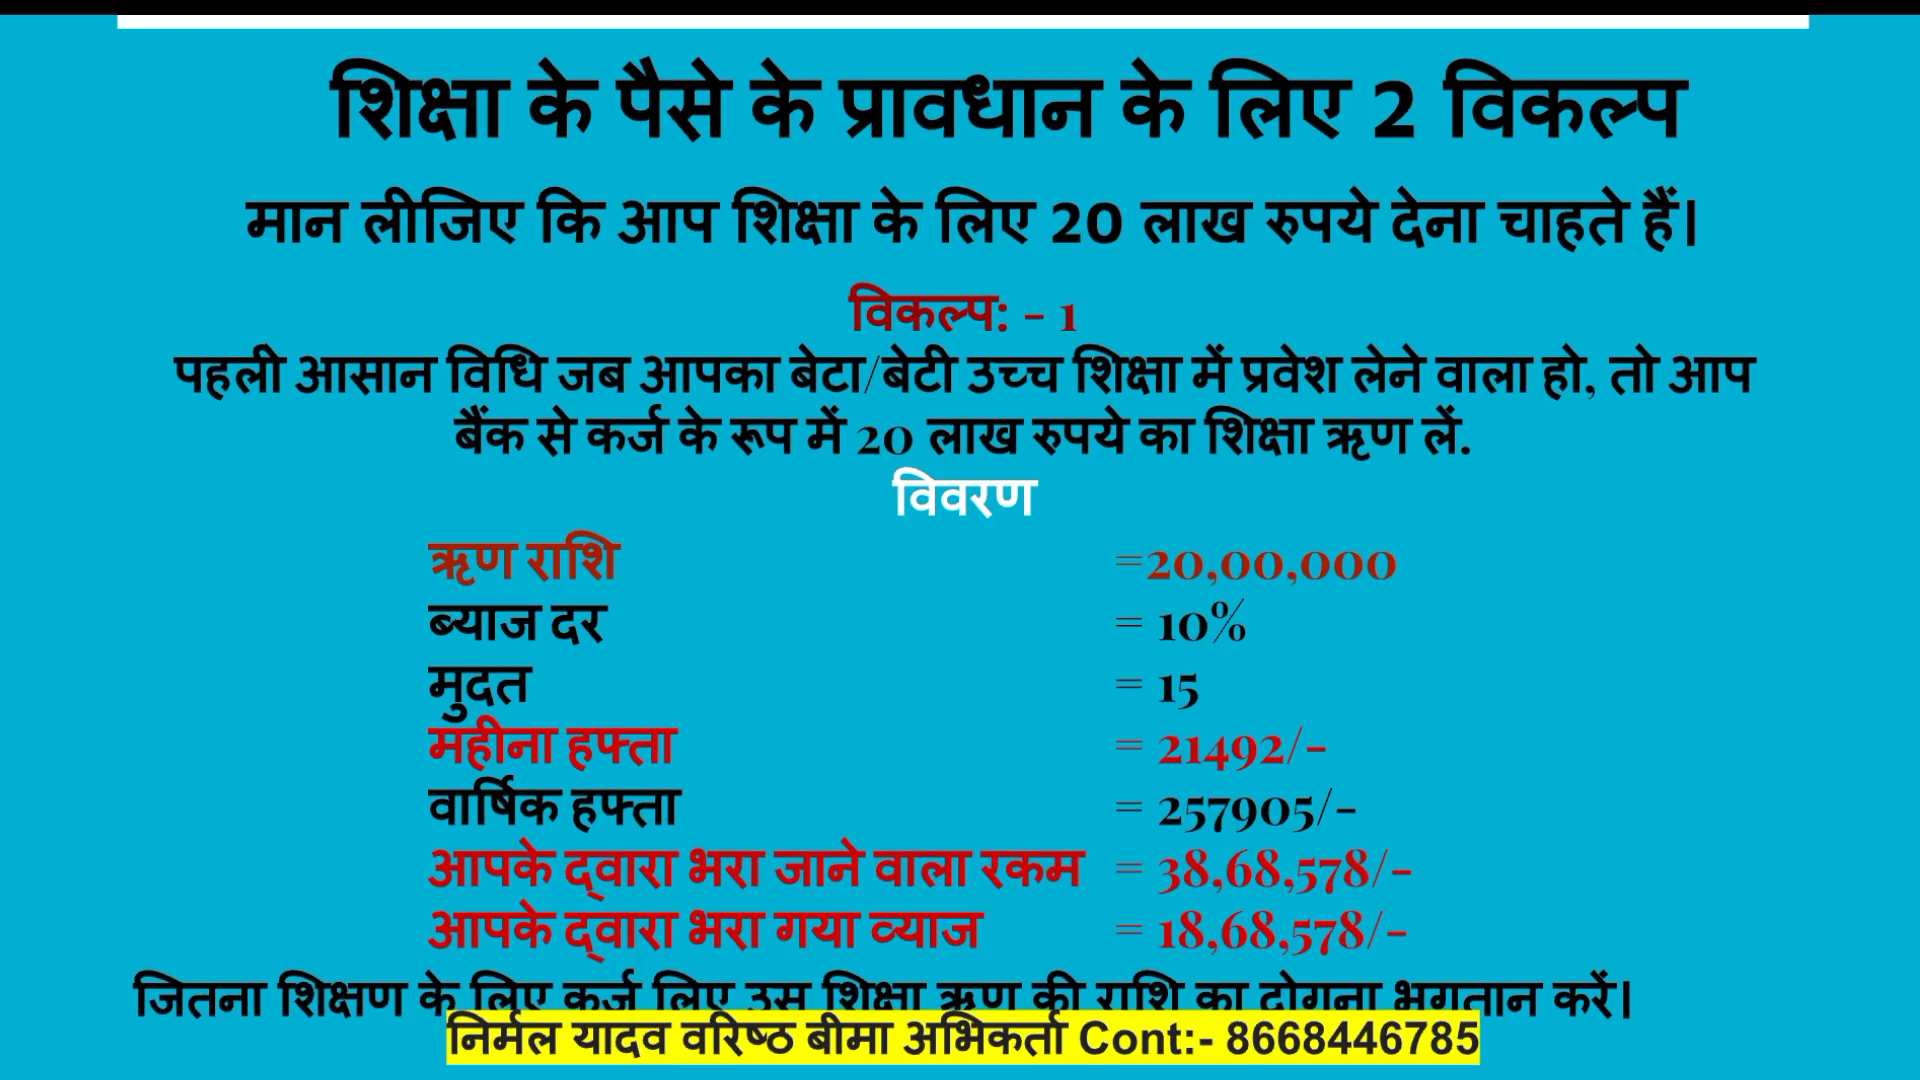 शिक्षा के पैसे के प्रावधान के लिए 2 विकल्प
मान लीजिए कि आप शिक्षा के लिए 20 लाख रुपये देना चाहते हैं।
विकल्प: - 1
पहली आसान विधि जब आपका बेटा/बेटी उच्च शिक्षा में प्रवेश लेने वाला हो, तो आप
बैंक से कर्ज के रूप में 20 लाख रुपये का शिक्षा ऋण लें.
विवरण
ऋण राशि =20,00,000
ब्याज दर = 10%
मुदत = 15
महीना हफ्ता = 21492/-
वार्षिक हफ्ता = 257905/-
आपके द्वारा भरा जाने वाला रकम = 38,68,578/-
आपके द्वारा भरा गया व्याज = 18,68,578/-
जितना शिक्षण के लिए कर्ज लिए उस शिक्षा ऋण की राशि का दोगुना भुगतान करें।
निर्मल यादव वरिष्ठ बीमा अभिकर्ता Cont:- 8668446785